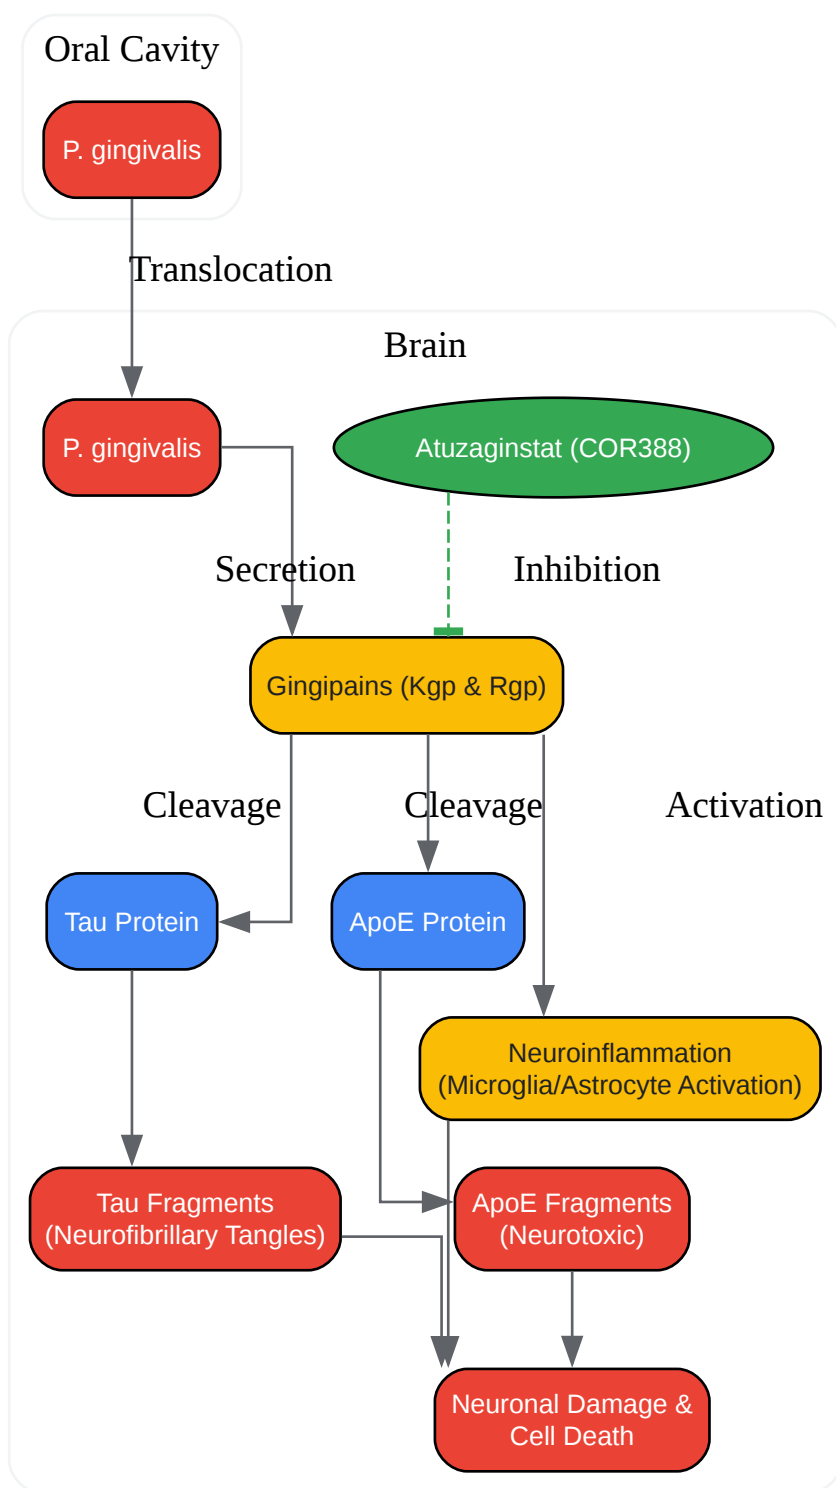 Oral Cavity
P. gingivalis
Translocation
Brain
P. gingivalis
Atuzaginstat (COR388)
Secretion
Inhibition
Gingipains (Kgp & Rgp)
Cleavage
Cleavage
Activation
Tau Protein
ApoE Protein
Neuroinflammation
(Microglia/Astrocyte Activation)
Tau Fragments
(Neurofibrillary Tangles)
ApoE Fragments
(Neurotoxic)
Neuronal Damage &
Cell Death